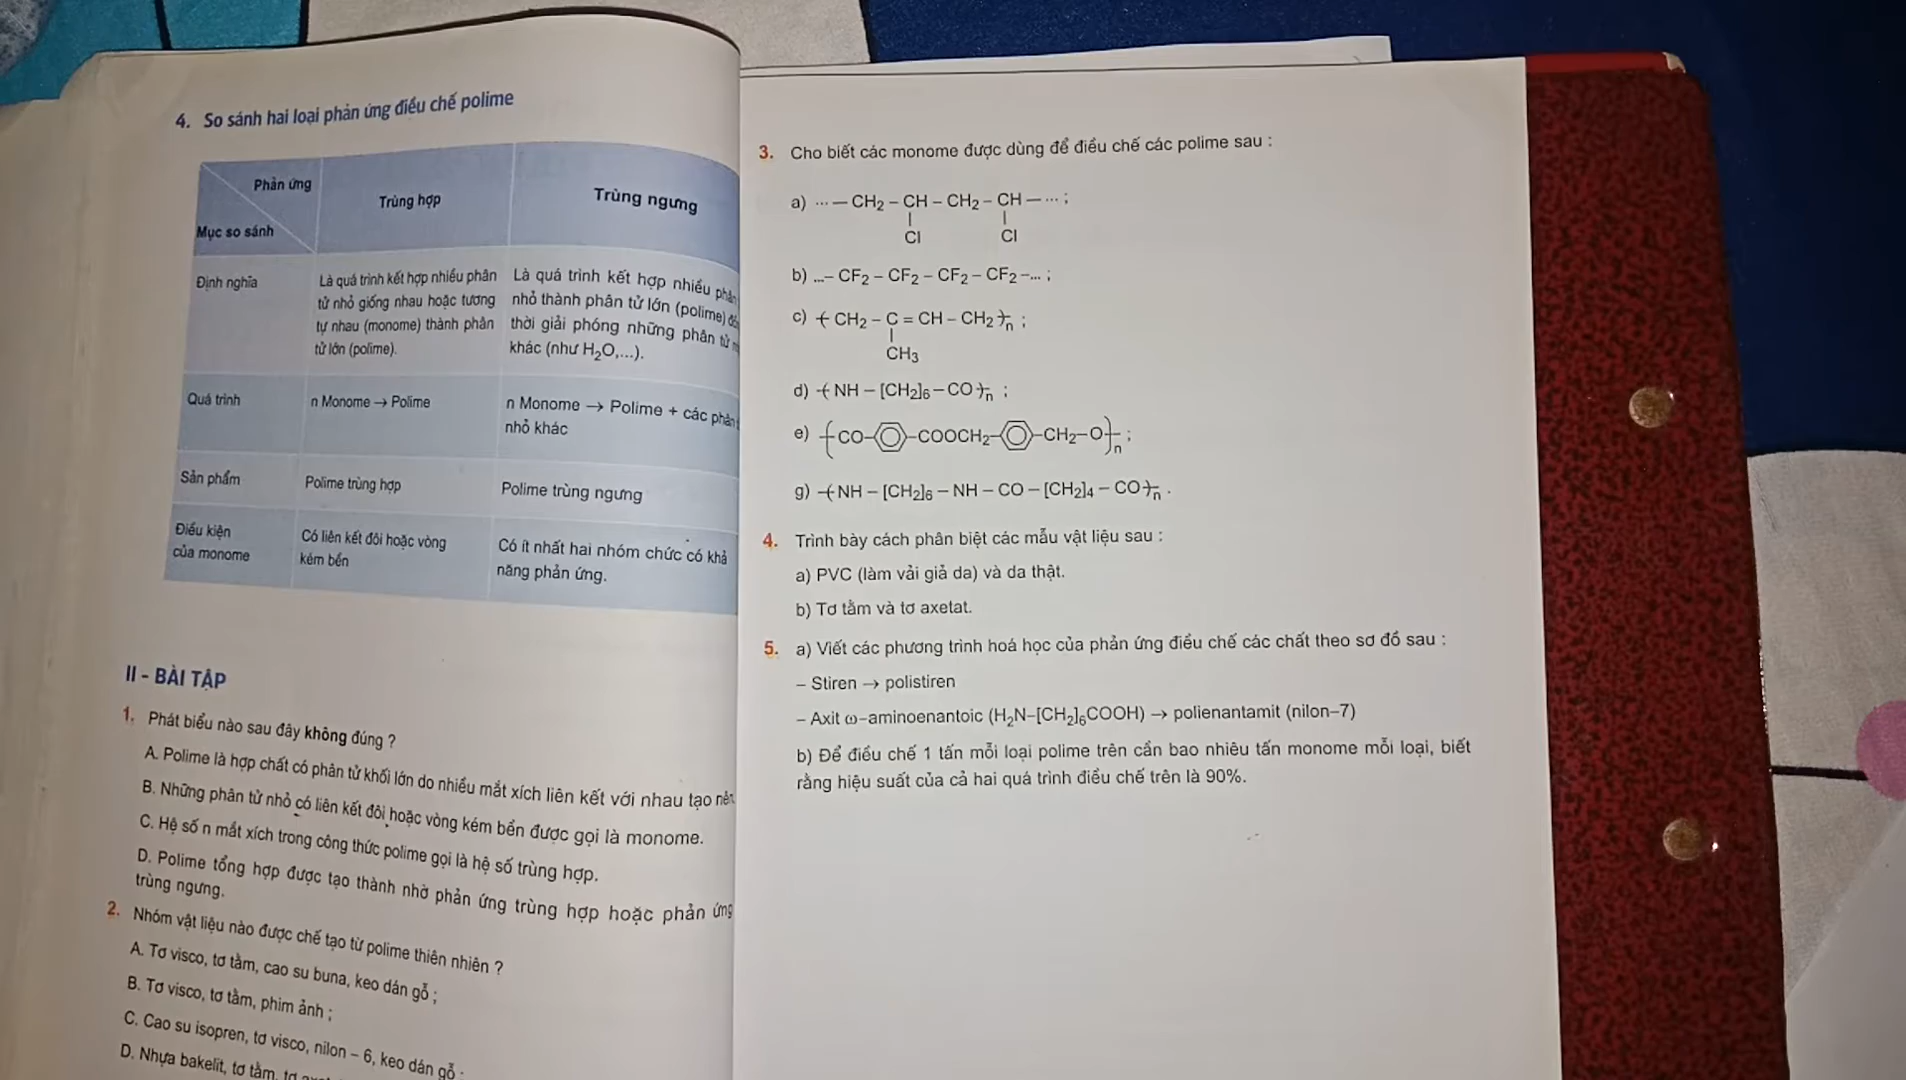 4. So sánh hai loại phản ứng điều chế polime
Phản ứng
Mục so sánh
Trùng hợp
Trùng ngưng
Định nghĩa
Là quá trình kết hợp nhiều phân
tử nhỏ giống nhau hoặc tương
tự nhau (monome) thành phân
tử lớn (polime).
Là quá trình kết hợp nhiều phân
nhỏ thành phân tử lớn (polime)
thời giải phóng những phân tử
khác (như H₂O,...).
Quá trình
n Monome → Polime
n Monome → Polime + các phân
nhỏ khác
Sản phẩm
Polime trùng hợp
Polime trùng ngưng
Điều kiện
của monome
Có liên kết đôi hoặc vòng
kém bền
Có ít nhất hai nhóm chức có khả
năng phản ứng.
II - BÀI TẬP
1. Phát biểu nào sau đây không đúng ?
A. Polime là hợp chất có phân tử khối lớn do nhiều mắt xích liên kết với nhau tạo nên
B. Những phân tử nhỏ có liên kết đôi hoặc vòng kém bền được gọi là monome.
C. Hệ số n mắt xích trong công thức polime gọi là hệ số trùng hợp.
D. Polime tổng hợp được tạo thành nhờ phản ứng trùng hợp hoặc phản ứng
trùng ngưng.
2. Nhóm vật liệu nào được chế tạo từ polime thiên nhiên ?
A. Tơ visco, tơ tằm, cao su buna, keo dán gỗ ;
B. Tơ visco, tơ tằm, phim ảnh ;
C. Cao su isopren, tơ visco, nilon – 6, keo dán gỗ ;
D. Nhựa bakelit, tơ tằm, tơ
3. Cho biết các monome được dùng để điều chế các polime sau :
a) ··· — CH₂ – CH – CH₂ – CH — ··· ;
Cl Cl
b) ...– CF₂ – CF₂ – CF₂ – CF₂ –... ;
c) –( CH₂ – C = CH – CH₂ )–ₙ ;
CH₃
d) –( NH – [CH₂]₆ – CO )–ₙ ;
e) –( CO– –COOCH₂– –CH₂–O )–ₙ ;
g) –( NH – [CH₂]₆ – NH – CO – [CH₂]₄ – CO )–ₙ .
4. Trình bày cách phân biệt các mẫu vật liệu sau :
a) PVC (làm vải giả da) và da thật.
b) Tơ tằm và tơ axetat.
5. a) Viết các phương trình hoá học của phản ứng điều chế các chất theo sơ đồ sau :
– Stiren → polistiren
– Axit ω–aminoenantoic (H₂N–[CH₂]₆COOH) → polienantamit (nilon–7)
b) Để điều chế 1 tấn mỗi loại polime trên cần bao nhiêu tấn monome mỗi loại, biết
rằng hiệu suất của cả hai quá trình điều chế trên là 90%.